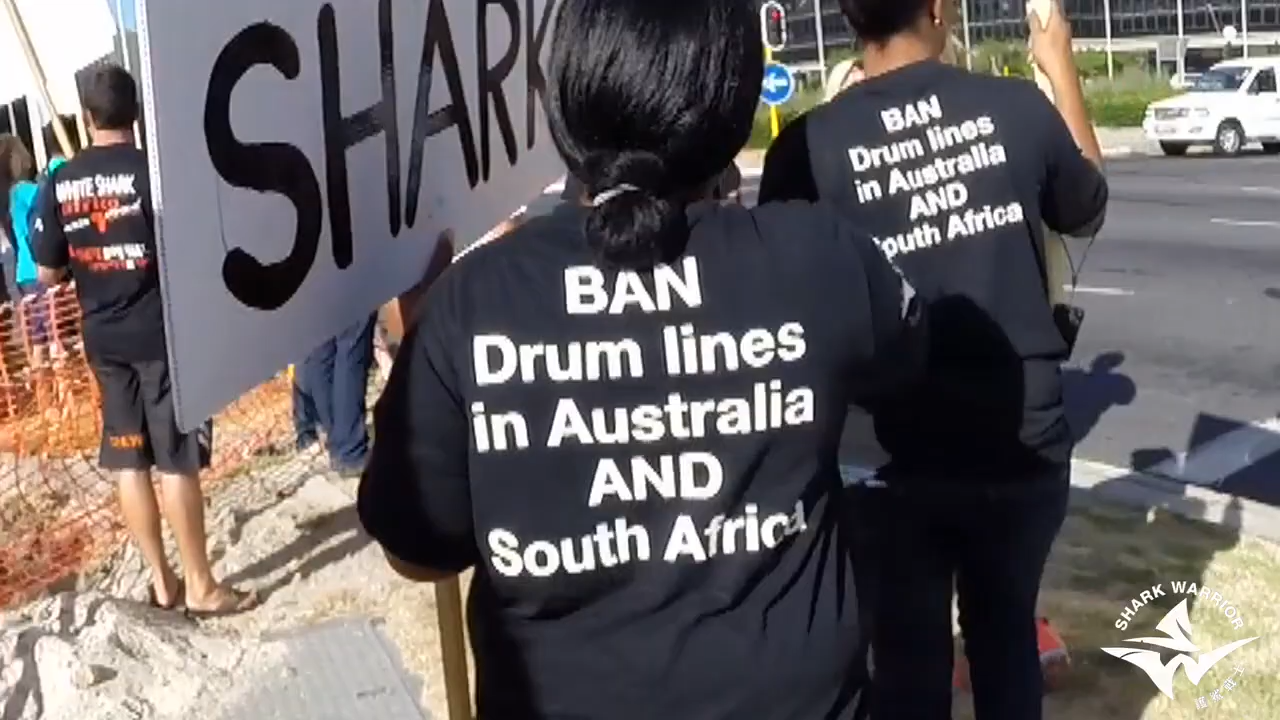 SHARK
WHITE SHARK
africa
BAN
Drum lines
in Australia
AND
South Africa
BAN
Drum lines
in Australia
AND
South Africa
SHARK WARRIOR